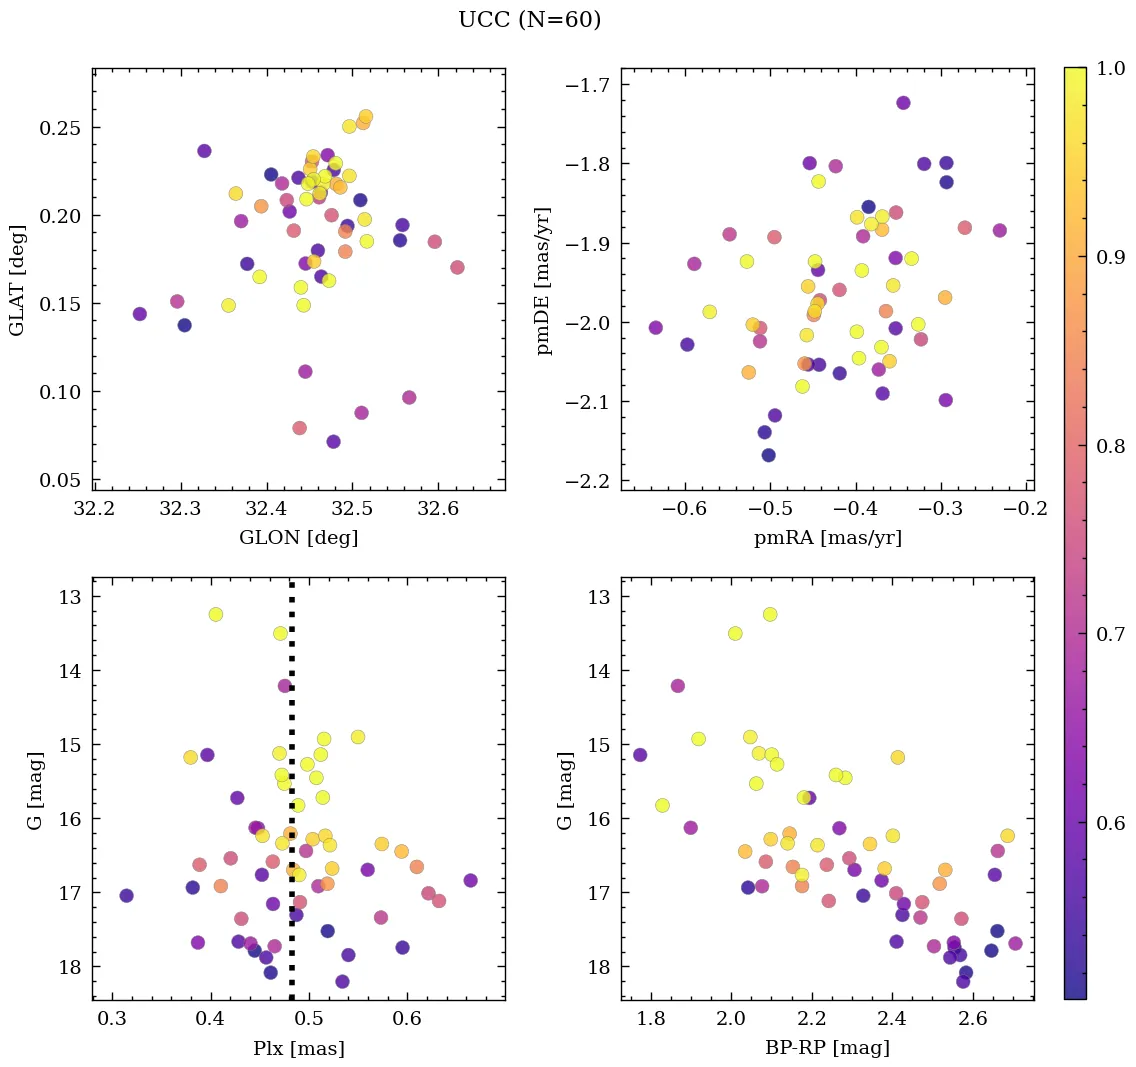 UCC (N=60)
0.25
0.20
0.15
0.10
0.05
GLAT [deg]
32.2 32.3 32.4 32.5 32.6
GLON [deg]
−1.7
−1.8
−1.9
−2.0
−2.1
−2.2
pmDE [mas/yr]
−0.6 −0.5 −0.4 −0.3 −0.2
pmRA [mas/yr]
13
14
15
16
17
18
G [mag]
0.3 0.4 0.5 0.6
Plx [mas]
13
14
15
16
17
18
G [mag]
1.8 2.0 2.2 2.4 2.6
BP-RP [mag]
1.0
0.9
0.8
0.7
0.6